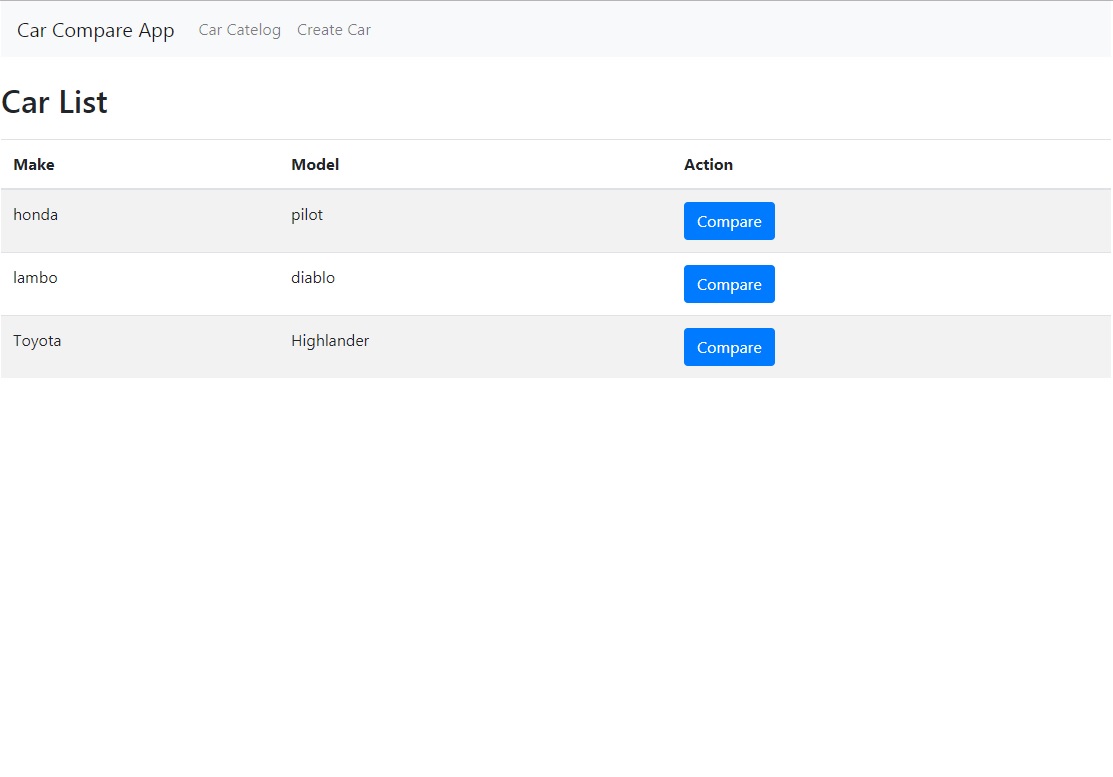 Car Compare App Car Catelog Create Car
Car List
Make Model Action
honda pilot Compare
lambo diablo Compare
Toyota Highlander Compare